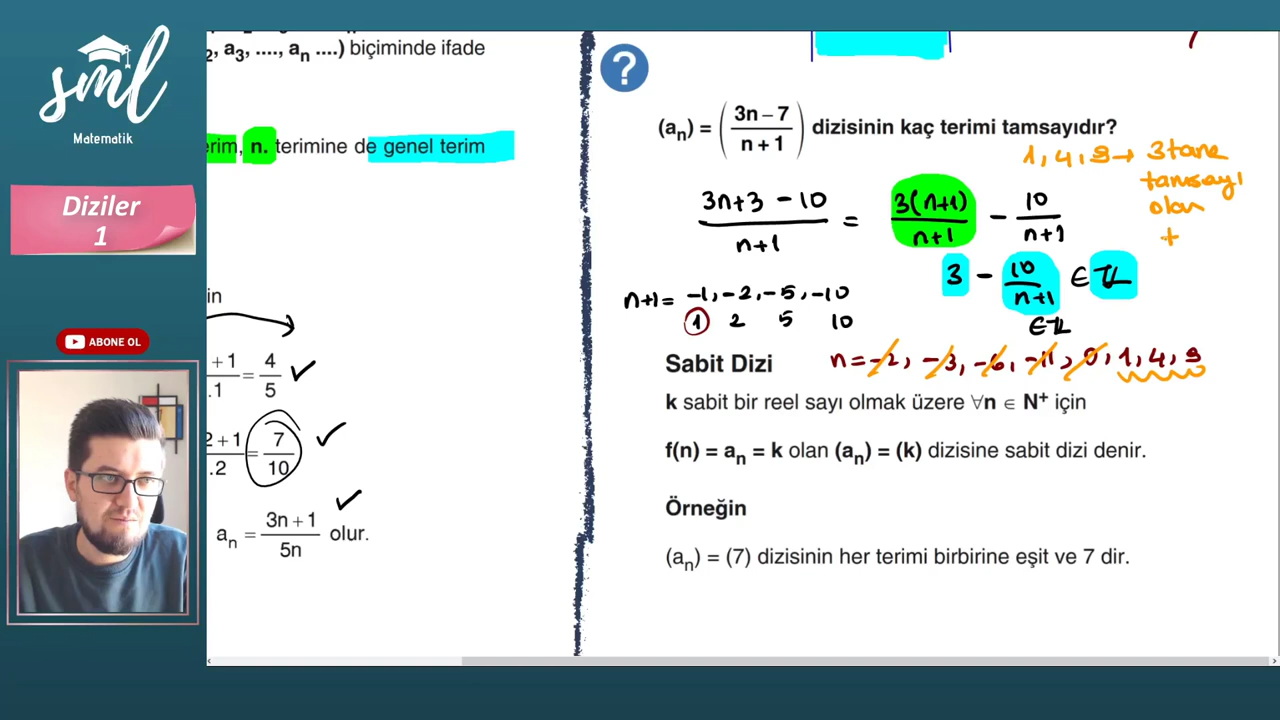 sml
Matematik
Diziler
1
ABONE OL
2, a3, ...., an ....) biçiminde ifade
erim, n. terimine de genel terim
in
+ 1
.1
= 4/5 ✓
2 + 1
.2
= 7/10 ✓
✓
an = 3n + 1 / 5n olur.
?
(an) = (3n – 7 / n + 1) dizisinin kaç terimi tamsayıdır?
1, 4, 9 → 3 tane
tamsayı
olan
t
3n+3 - 10 / n+1 = 3(n+1) / n+1 - 10 / n+1
3 - 10 / n+1 ∈ ℤ
∈ ℤ
n+1 = -1, -2, -5, -10
1 2 5 10
n = -2, -3, -6, -11, 0, 1, 4, 9
Sabit Dizi
k sabit bir reel sayı olmak üzere ∀n ∈ N+ için
f(n) = an = k olan (an) = (k) dizisine sabit dizi denir.
Örneğin
(an) = (7) dizisinin her terimi birbirine eşit ve 7 dir.